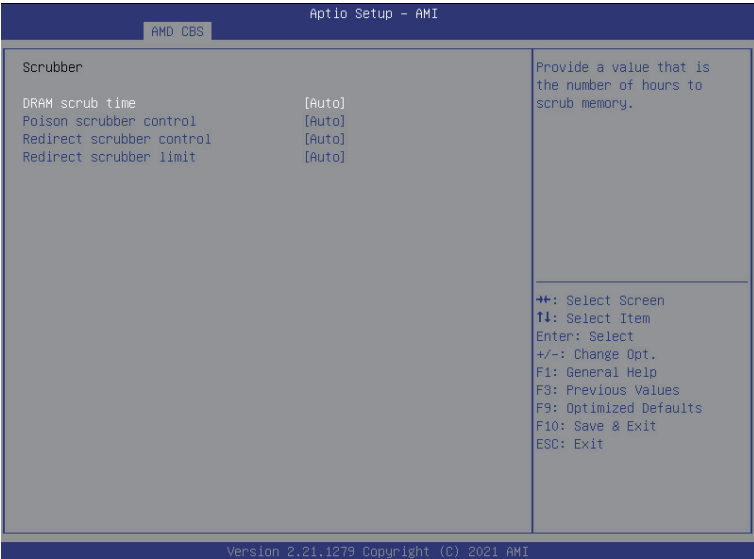 Aptio Setup – AMI
AMD CBS
Scrubber
DRAM scrub time [Auto]
Poison scrubber control [Auto]
Redirect scrubber control [Auto]
Redirect scrubber limit [Auto]
Provide a value that is
the number of hours to
scrub memory.
→←: Select Screen
↑↓: Select Item
Enter: Select
+/-: Change Opt.
F1: General Help
F3: Previous Values
F9: Optimized Defaults
F10: Save & Exit
ESC: Exit
Version 2.21.1279 Copyright (C) 2021 AMI